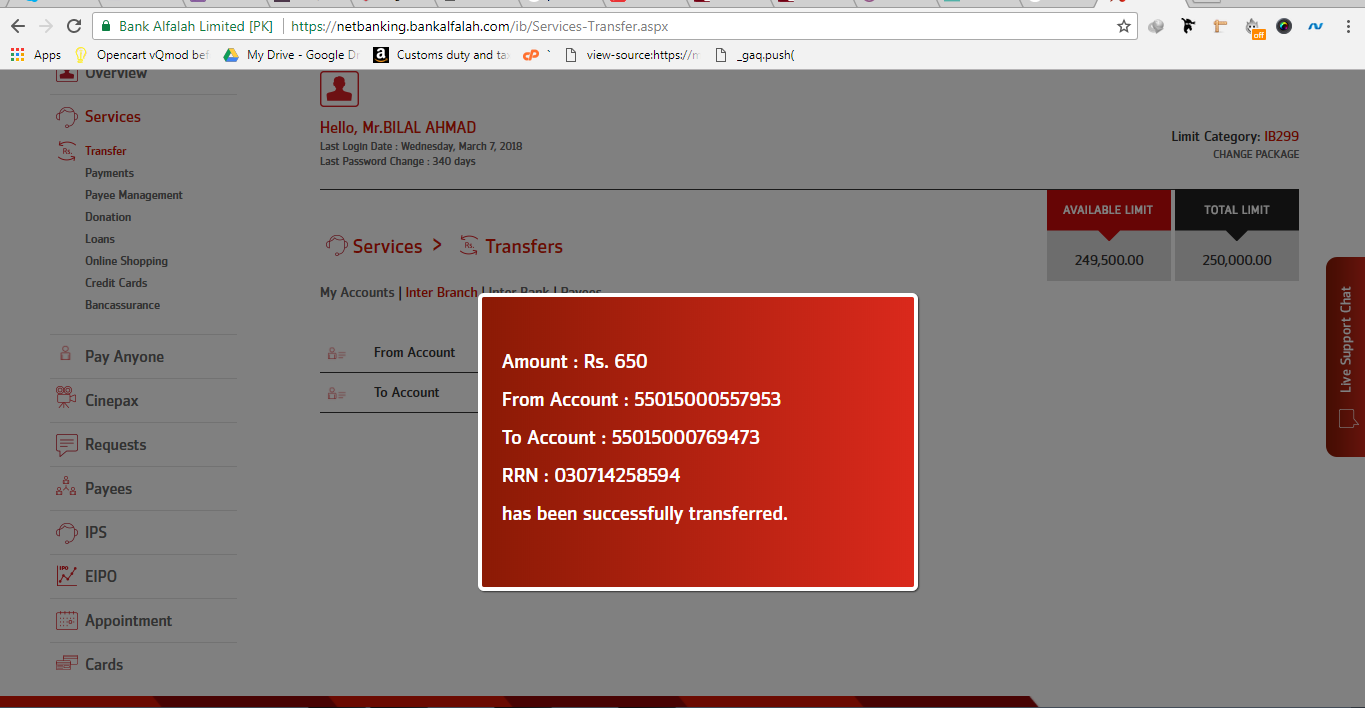 Bank Alfalah Limited [PK] https://netbanking.bankalfalah.com/ib/Services-Transfer.aspx
Apps Opencart vQmod bef My Drive - Google Dr Customs duty and tax cP ` view-source:https://m _gaq.push(
Overview
Services
Transfer
Payments
Payee Management
Donation
Loans
Online Shopping
Credit Cards
Bancassurance
Pay Anyone
Cinepax
Requests
Payees
IPS
EIPO
Appointment
Cards
Hello, Mr.BILAL AHMAD
Last Login Date : Wednesday, March 7, 2018
Last Password Change : 340 days
Limit Category: IB299
CHANGE PACKAGE
AVAILABLE LIMIT TOTAL LIMIT
249,500.00 250,000.00
Services > Rs. Transfers
My Accounts | Inter Branch | Inter Bank | Payees
From Account
To Account
Amount : Rs. 650
From Account : 55015000557953
To Account : 55015000769473
RRN : 030714258594
has been successfully transferred.
Live Support Chat